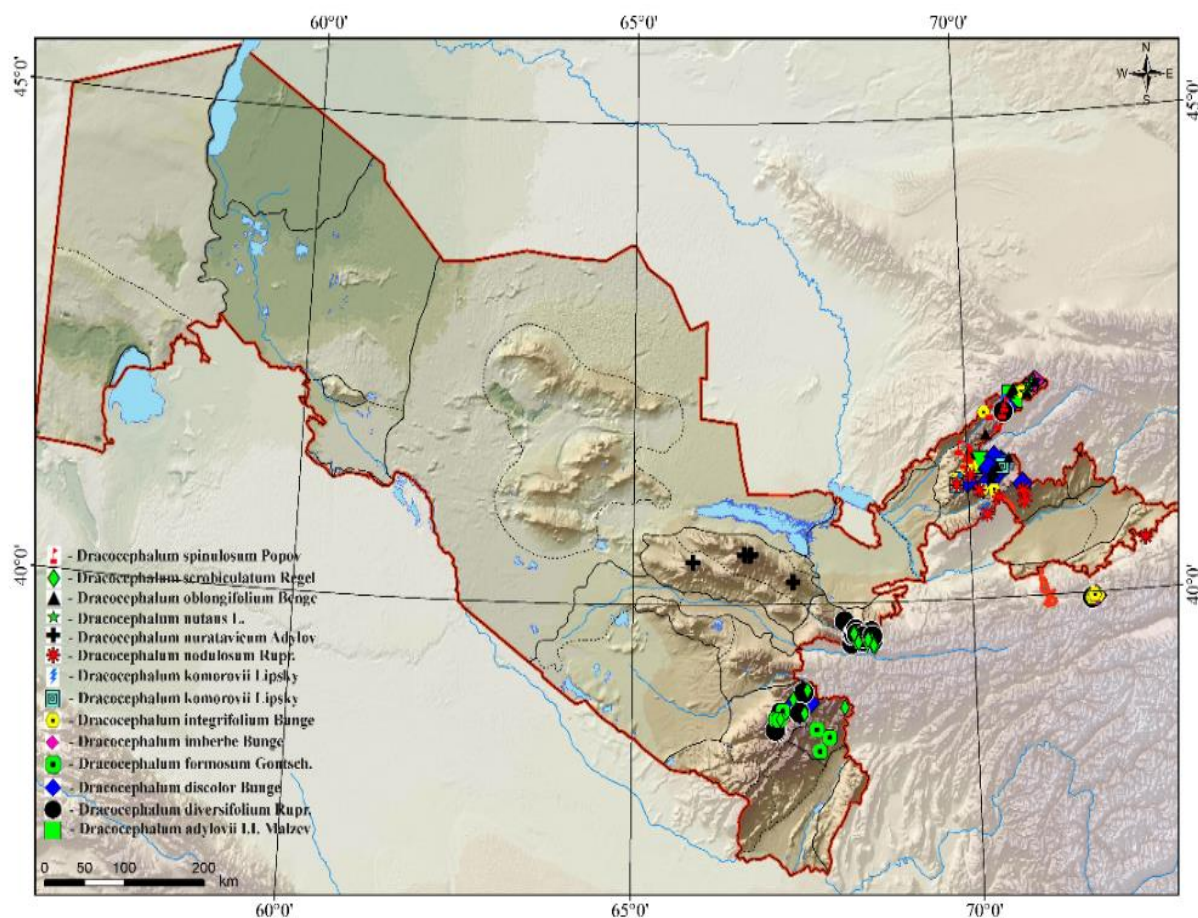 60°0' 65°0' 70°0'
45°0' 45°0'
N
W E
S
40°0' 40°0'
- Dracocephalum spinulosum Popov
- Dracocephalum scrobiculatum Regel
- Dracocephalum oblongifolium Benge
- Dracocephalum nutans L.
- Dracocephalum nuratavicum Adylov
- Dracocephalum nodulosum Rupr.
- Dracocephalum komorovii Lipsky
- Dracocephalum komorovii Lipsky
- Dracocephalum integrifolium Bunge
- Dracocephalum imberbe Bunge
- Dracocephalum formosum Gontsch.
- Dracocephalum discolor Bunge
- Dracocephalum diversifolium Rupr.
- Dracocephalum adylovii I.I. Malzev
0 50 100 200
km
60°0' 65°0' 70°0'